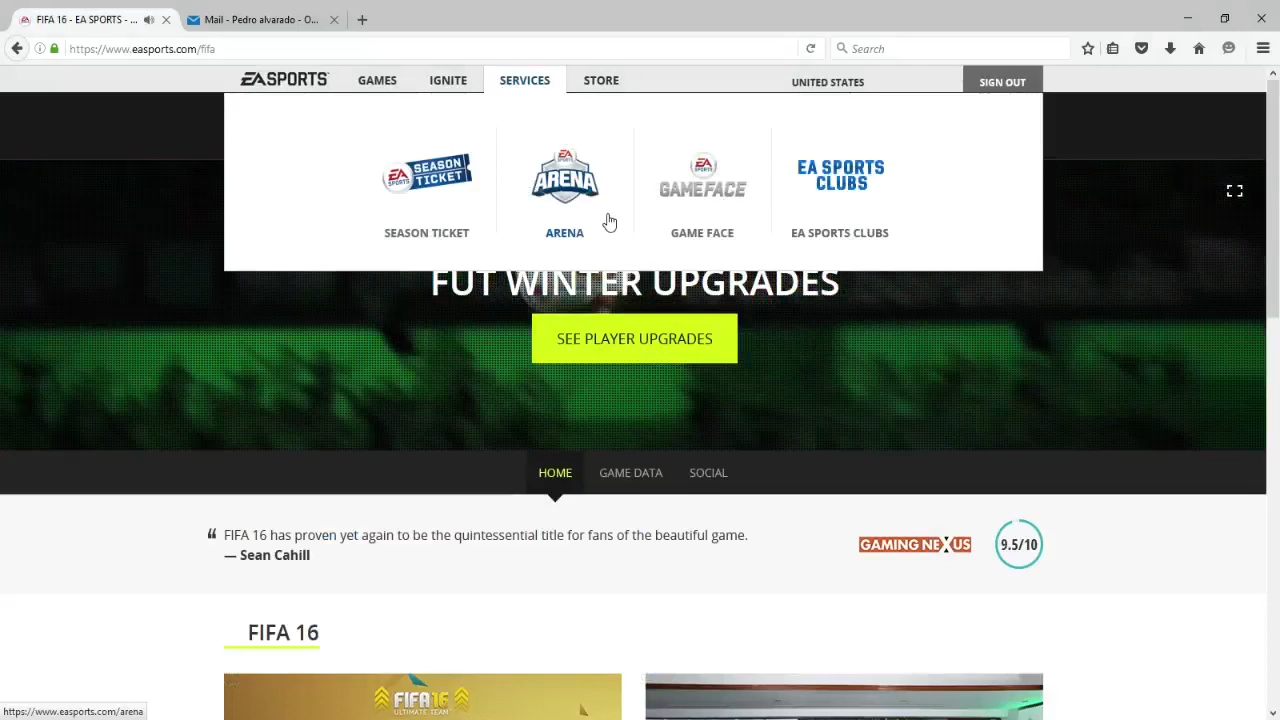 FIFA 16 - EA SPORTS -
Mail - Pedro alvarado - O...
https://www.easports.com/fifa
Search
EA SPORTS
GAMES
IGNITE
SERVICES
STORE
UNITED STATES
SIGN OUT
EA SPORTS SEASON TICKET
EA SPORTS ARENA
EA SPORTS GAMEFACE
EA SPORTS CLUBS
SEASON TICKET
ARENA
GAME FACE
EA SPORTS CLUBS
FUT WINTER UPGRADES
SEE PLAYER UPGRADES
HOME
GAME DATA
SOCIAL
“ FIFA 16 has proven yet again to be the quintessential title for fans of the beautiful game.
— Sean Cahill
GAMING NEXUS
9.5/10
FIFA 16
FIFA 16
ULTIMATE TEAM
https://www.easports.com/arena